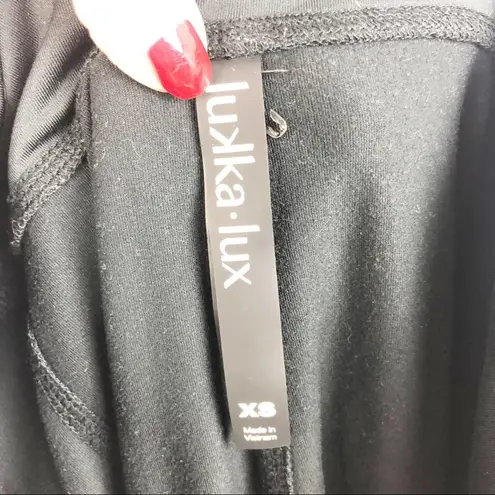 lukka·lux
XS
Made in
Vietnam